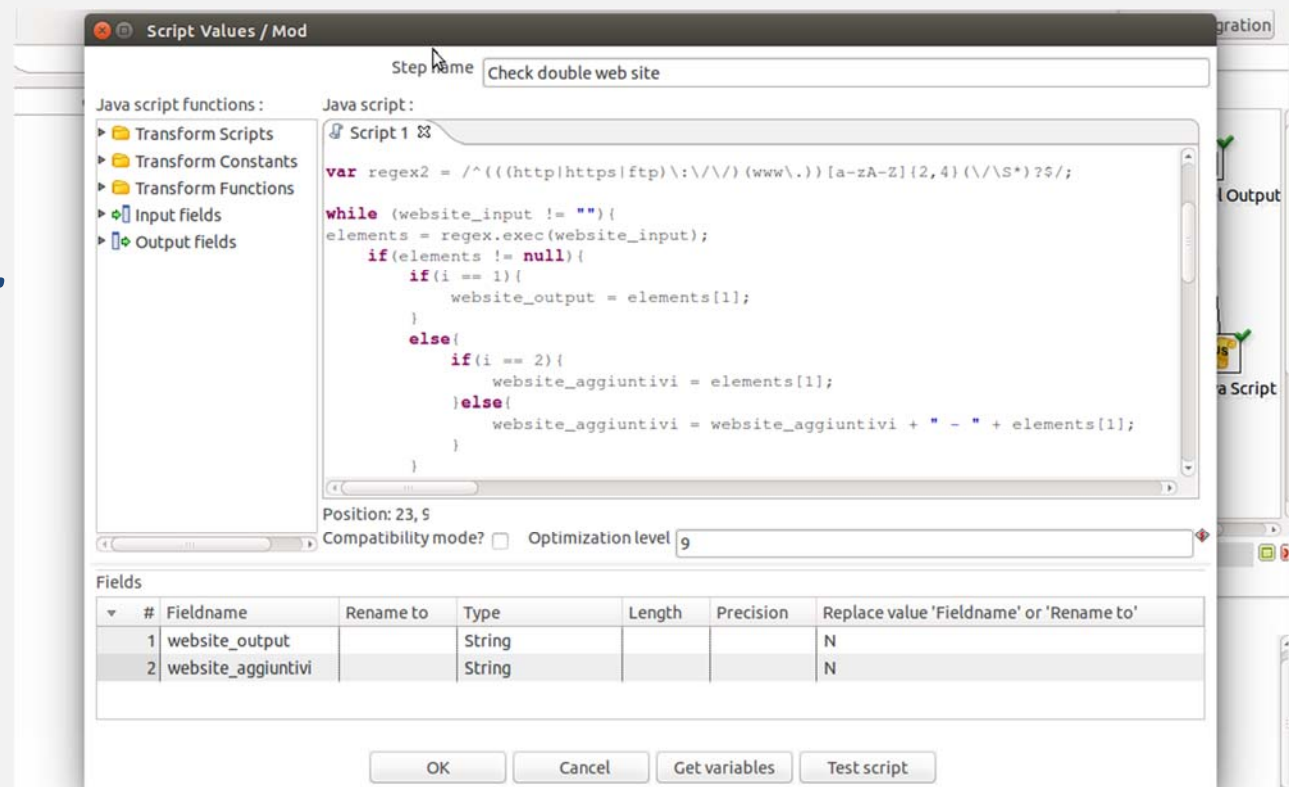 Script Values / Mod
gration
Step name Check double web site
Java script functions :
Java script :
Transform Scripts
Transform Constants
Transform Functions
Input fields
Output fields
Script 1
var regex2 = /^(((http|https|ftp)\:\/\/)(www\.))[a-zA-Z]{2,4}(\/\S*)?$/;
while (website_input != ""){
elements = regex.exec(website_input);
if(elements != null){
if(i == 1){
website_output = elements[1];
}
else{
if(i == 2){
website_aggiuntivi = elements[1];
}else{
website_aggiuntivi = website_aggiuntivi + " - " + elements[1];
}
}
l Output
JS
a Script
Position: 23, 9
Compatibility mode? Optimization level 9
Fields
# Fieldname Rename to Type Length Precision Replace value 'Fieldname' or 'Rename to'
1 website_output String N
2 website_aggiuntivi String N
OK Cancel Get variables Test script